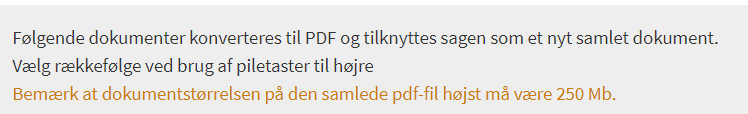 Følgende dokumenter konverteres til PDF og tilknyttes sagen som et nyt samlet dokument.
Vælg rækkefølge ved brug af piletaster til højre
Bemærk at dokumentstørrelsen på den samlede pdf-fil højst må være 250 Mb.